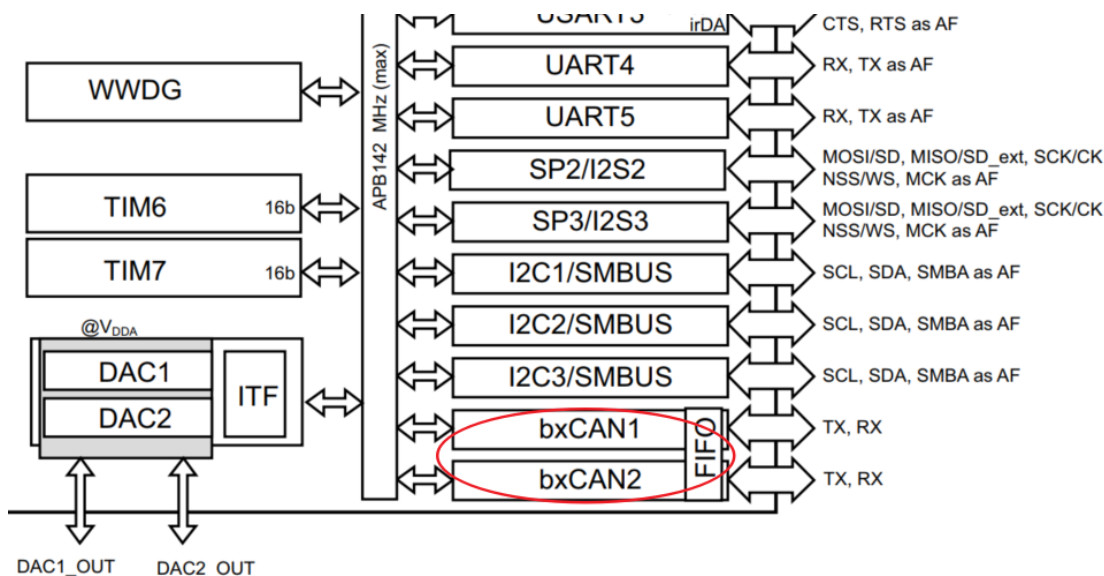 USART3
irDA
CTS, RTS as AF
UART4
RX, TX as AF
UART5
RX, TX as AF
SP2/I2S2
MOSI/SD, MISO/SD_ext, SCK/CK
NSS/WS, MCK as AF
SP3/I2S3
MOSI/SD, MISO/SD_ext, SCK/CK
NSS/WS, MCK as AF
I2C1/SMBUS
SCL, SDA, SMBA as AF
I2C2/SMBUS
SCL, SDA, SMBA as AF
I2C3/SMBUS
SCL, SDA, SMBA as AF
bxCAN1
TX, RX
bxCAN2
TX, RX
FIFO
APB142 MHz (max)
WWDG
TIM6
16b
TIM7
16b
@VDDA
DAC1
DAC2
ITF
DAC1_OUT
DAC2_OUT